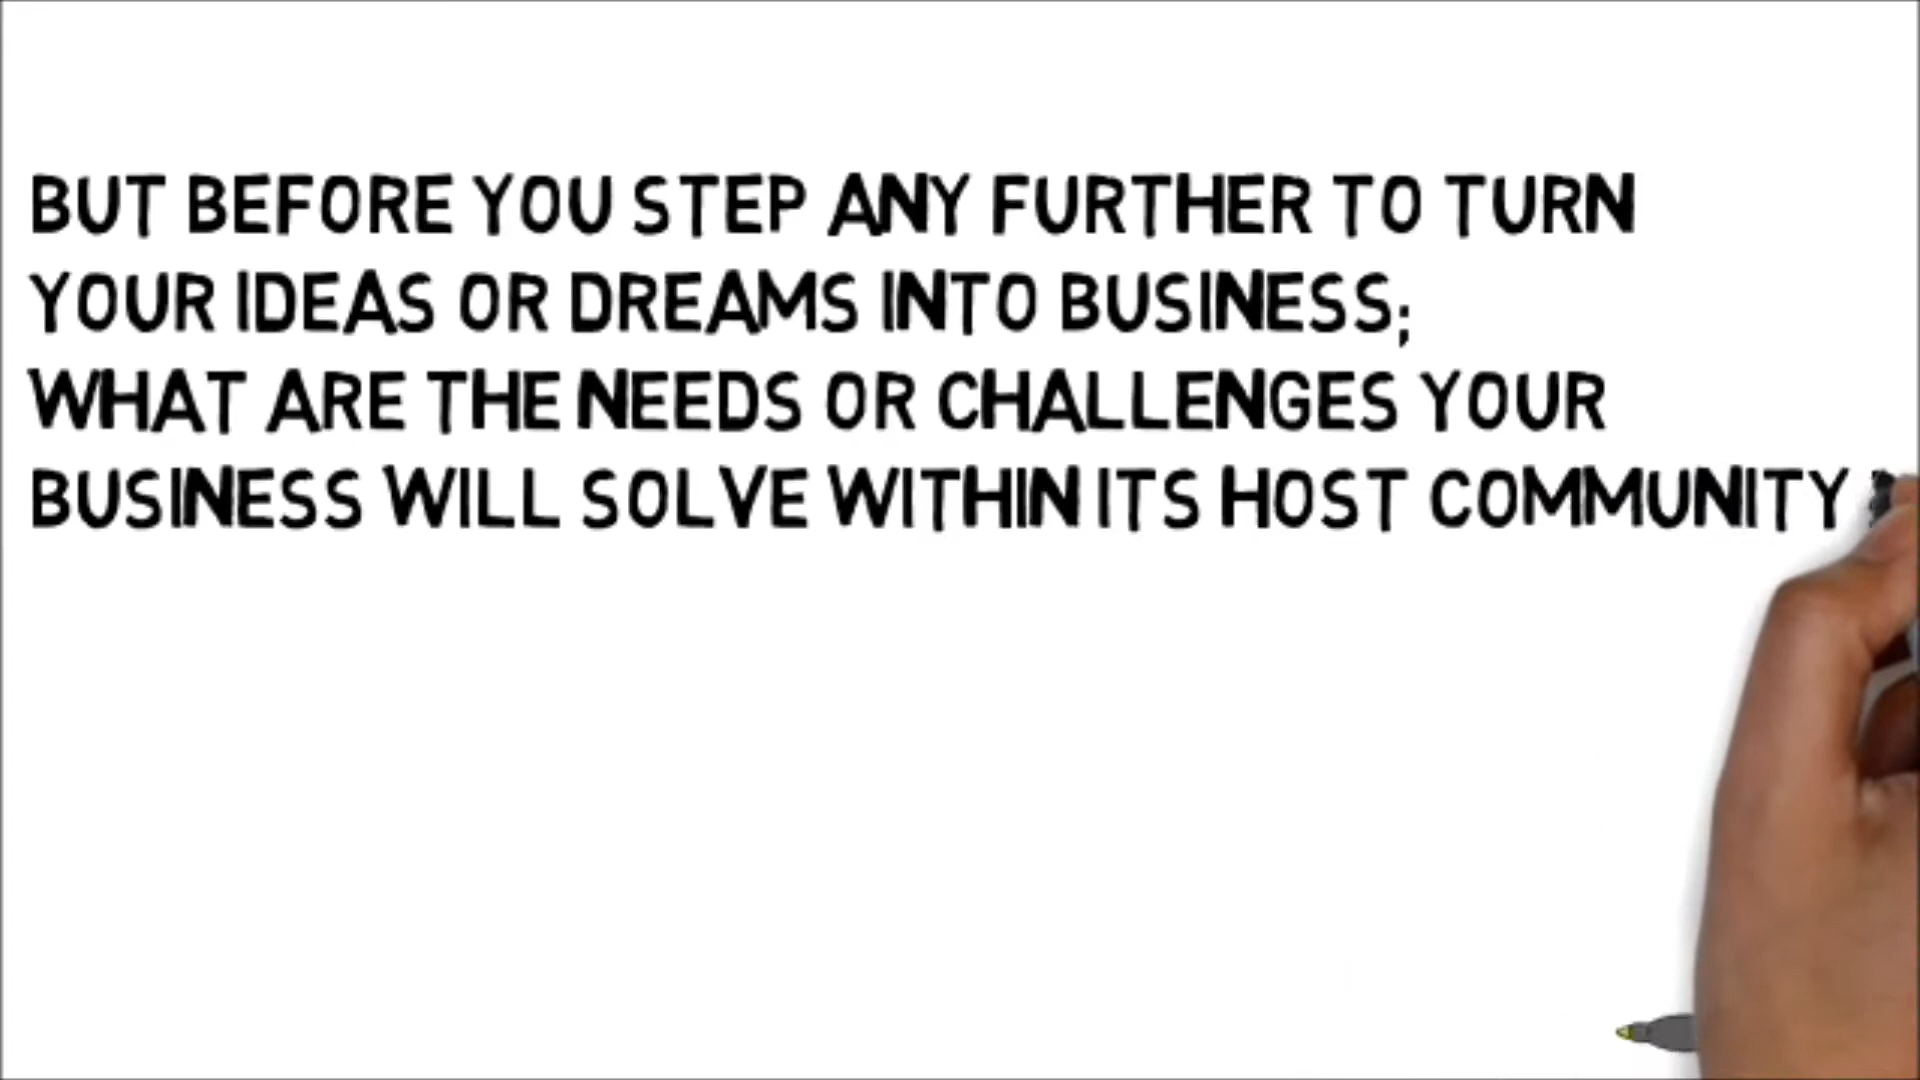 BUT BEFORE YOU STEP ANY FURTHER TO TURN
YOUR IDEAS OR DREAMS INTO BUSINESS;
WHAT ARE THE NEEDS OR CHALLENGES YOUR
BUSINESS WILL SOLVE WITHIN ITS HOST COMMUNITY